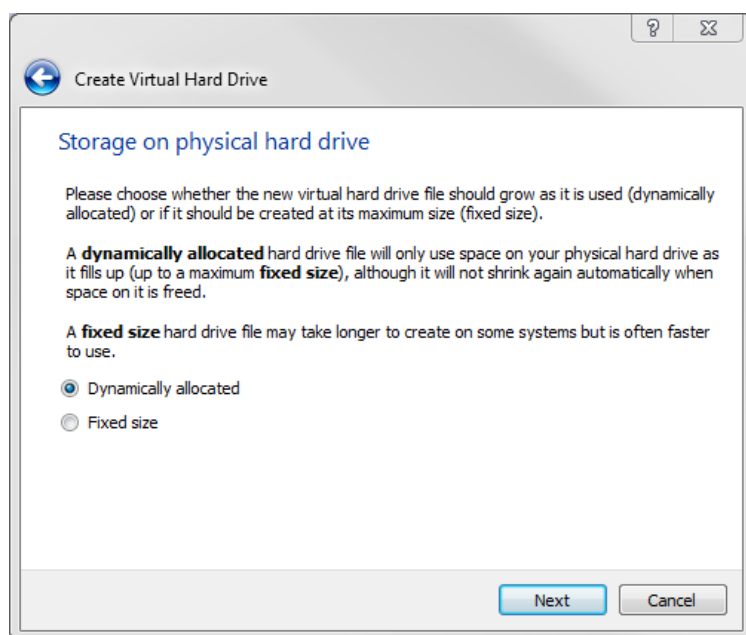 Create Virtual Hard Drive
Storage on physical hard drive
Please choose whether the new virtual hard drive file should grow as it is used (dynamically
allocated) or if it should be created at its maximum size (fixed size).
A dynamically allocated hard drive file will only use space on your physical hard drive as
it fills up (up to a maximum fixed size), although it will not shrink again automatically when
space on it is freed.
A fixed size hard drive file may take longer to create on some systems but is often faster
to use.
Dynamically allocated
Fixed size
Next Cancel